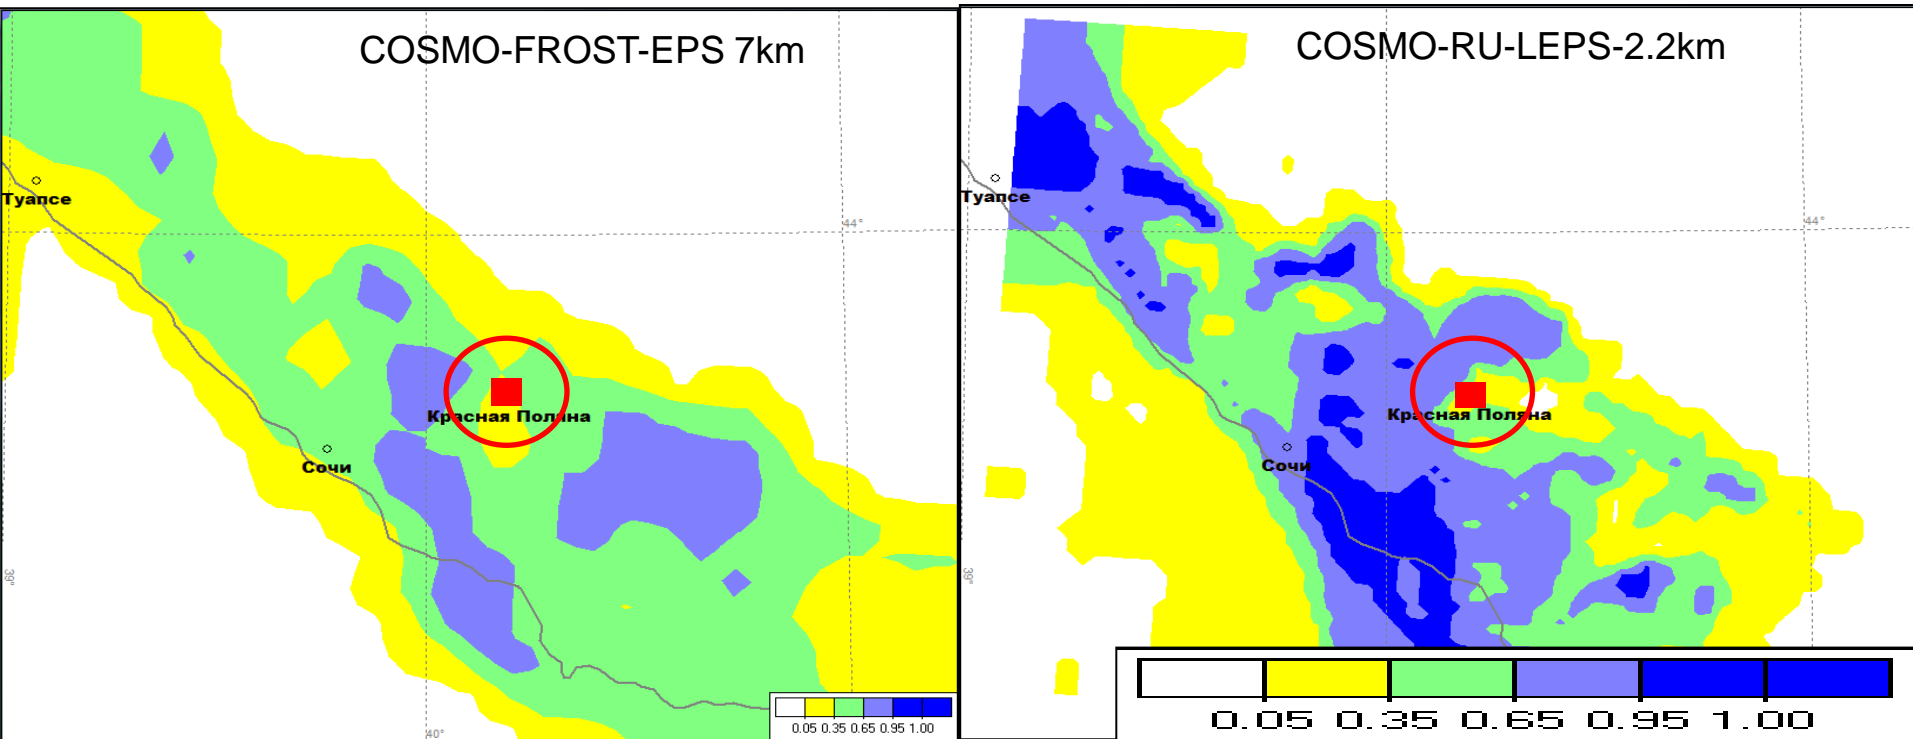 COSMO-FROST-EPS 7km
Туапсе
44°
Красная Поляна
Сочи
39°
40°
0.05 0.35 0.65 0.95 1.00
COSMO-RU-LEPS-2.2km
Туапсе
44°
Красная Поляна
Сочи
39°
0.05 0.35 0.65 0.95 1.00